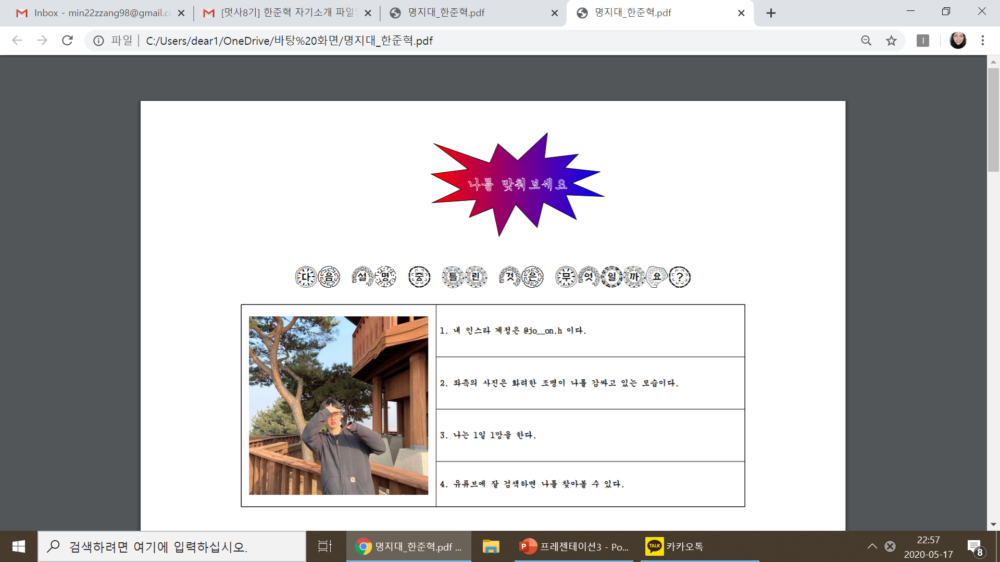 Inbox - min22zzang98@gmail.c
[멋사8기] 한준혁 자기소개 파일
명지대_한준혁.pdf
명지대_한준혁.pdf
파일
C:/Users/dear1/OneDrive/바탕%20화면/명지대_한준혁.pdf
나를 맞춰보세요
다음 설명 중 틀린 것은 무엇일까요?
1. 내 인스타 계정은 @jo__on.h 이다.
2. 좌측의 사진은 화려한 조명이 나를 감싸고 있는 모습이다.
3. 나는 1일 1깡을 한다.
4. 유튜브에 잘 검색하면 나를 찾아볼 수 있다.
검색하려면 여기에 입력하십시오.
명지대_한준혁.pdf ...
프레젠테이션3 - Po...
TALK
카카오톡
22:57
2020-05-17
8